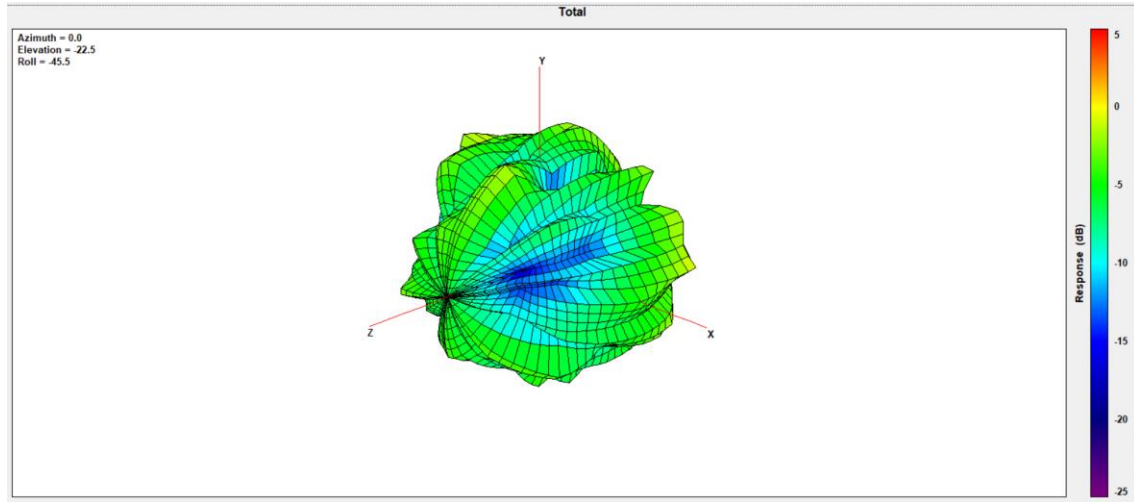 Total
Azimuth = 0.0
Elevation = -22.5
Roll = -45.5
Y
Z
X
5
0
-5
-10
-15
-20
-25
Response (dB)